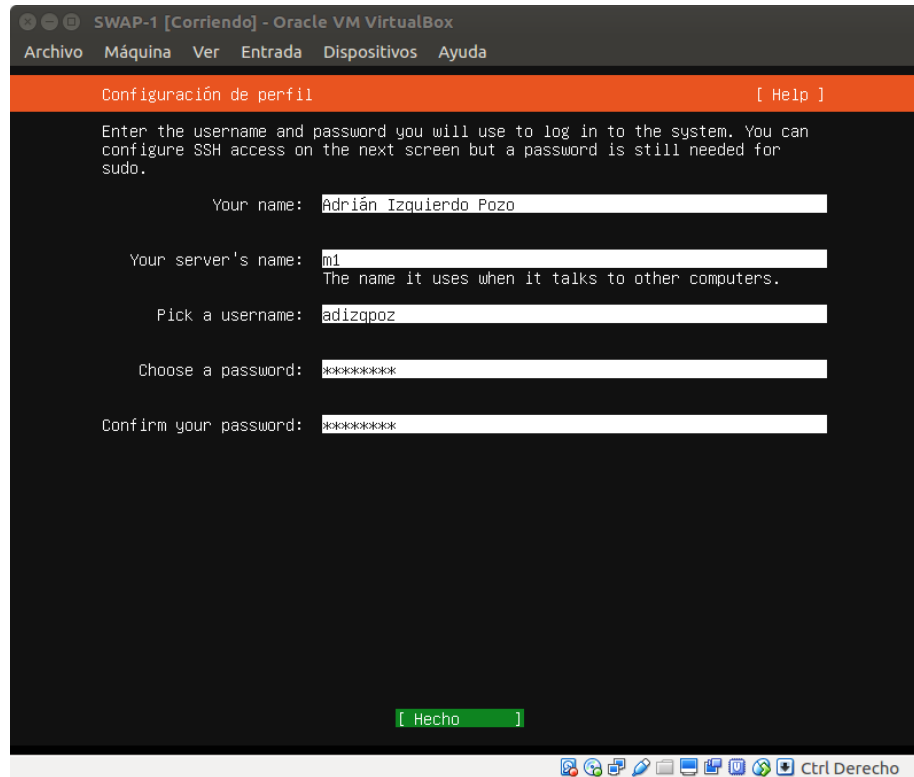 SWAP-1 [Corriendo] - Oracle VM VirtualBox
Archivo Máquina Ver Entrada Dispositivos Ayuda
Configuración de perfil [ Help ]
Enter the username and password you will use to log in to the system. You can
configure SSH access on the next screen but a password is still needed for
sudo.
Your name: Adrián Izquierdo Pozo
Your server's name: m1
The name it uses when it talks to other computers.
Pick a username: adizqpoz
Choose a password: ********
Confirm your password: ********
[ Hecho ]
Ctrl Derecho